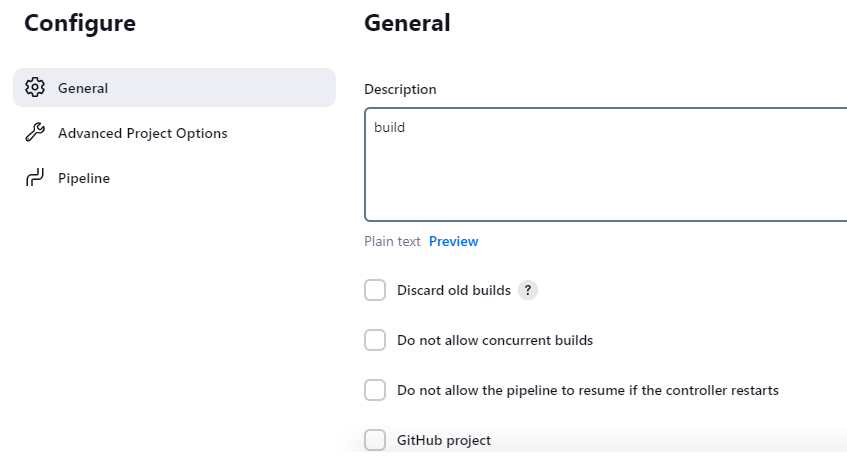 Configure
General
Advanced Project Options
Pipeline
General
Description
build
Plain text Preview
Discard old builds ?
Do not allow concurrent builds
Do not allow the pipeline to resume if the controller restarts
GitHub project